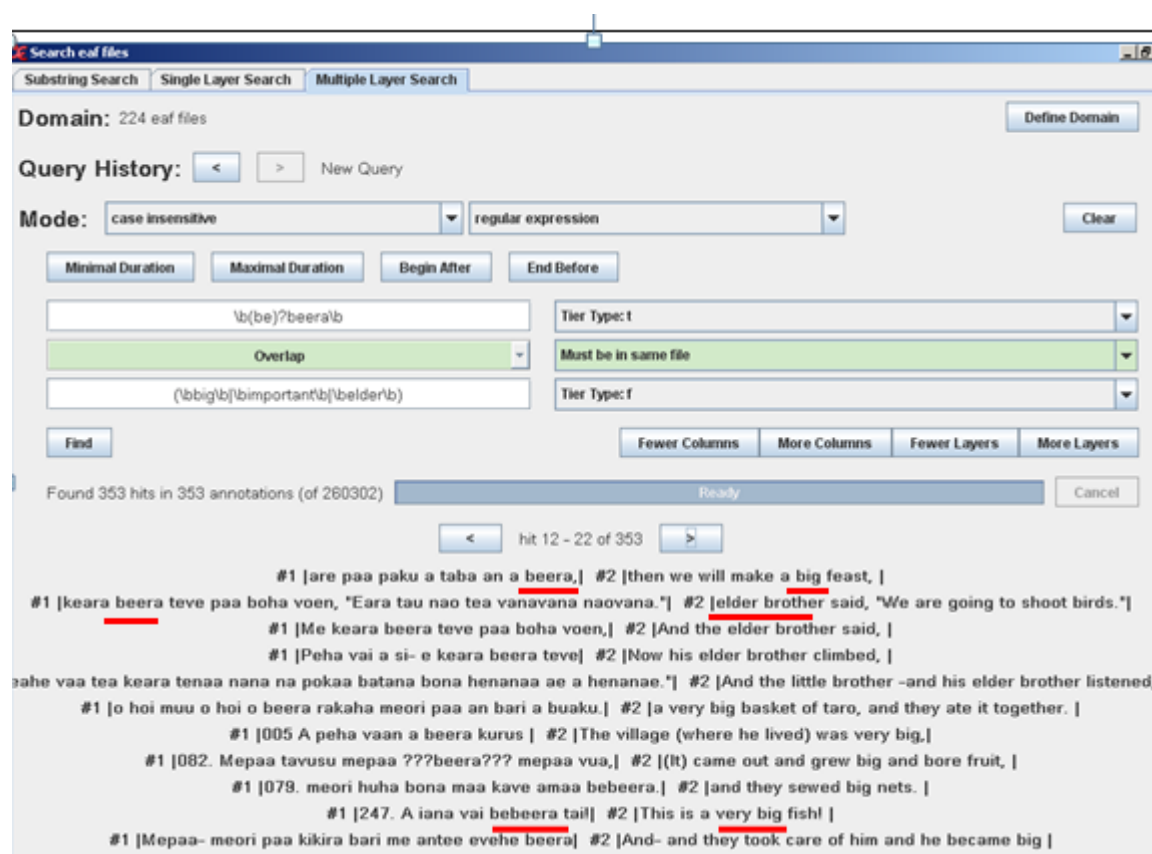 Search eaf files
Substring Search Single Layer Search Multiple Layer Search
Domain: 224 eaf files Define Domain
Query History: < > New Query
Mode: case insensitive regular expression Clear
Minimal Duration Maximal Duration Begin After End Before
\b(be)?beera\b Tier Type: t
Overlap Must be in same file
(\bbig\b|\bimportant\b|\belder\b) Tier Type: f
Find Fewer Columns More Columns Fewer Layers More Layers
Found 353 hits in 353 annotations (of 260302) Ready Cancel
< hit 12 - 22 of 353 >
#1 |are paa paku a taba an a beera,| #2 |then we will make a big feast, |
#1 |keara beera teve paa boha voen, "Eara tau nao tea vanavana naovana."| #2 |elder brother said, "We are going to shoot birds."|
#1 |Me keara beera teve paa boha voen,| #2 |And the elder brother said, |
#1 |Peha vai a si- e keara beera teve| #2 |Now his elder brother climbed, |
eahe vaa tea keara tenaa nana na pokaa batana bona henanaa ae a henanae."| #2 |And the little brother -and his elder brother listened,
#1 |o hoi muu o hoi o beera rakaha meori paa an bari a buaku.| #2 |a very big basket of taro, and they ate it together. |
#1 |005 A peha vaan a beera kurus | #2 |The village (where he lived) was very big,|
#1 |082. Mepaa tavusu mepaa ???beera??? mepaa vua,| #2 |(It) came out and grew big and bore fruit, |
#1 |079. meori huha bona maa kave amaa bebeera.| #2 |and they sewed big nets. |
#1 |247. A iana vai bebeera tail| #2 |This is a very big fish! |
#1 |Mepaa- meori paa kikira bari me antee evehe beera| #2 |And- and they took care of him and he became big |